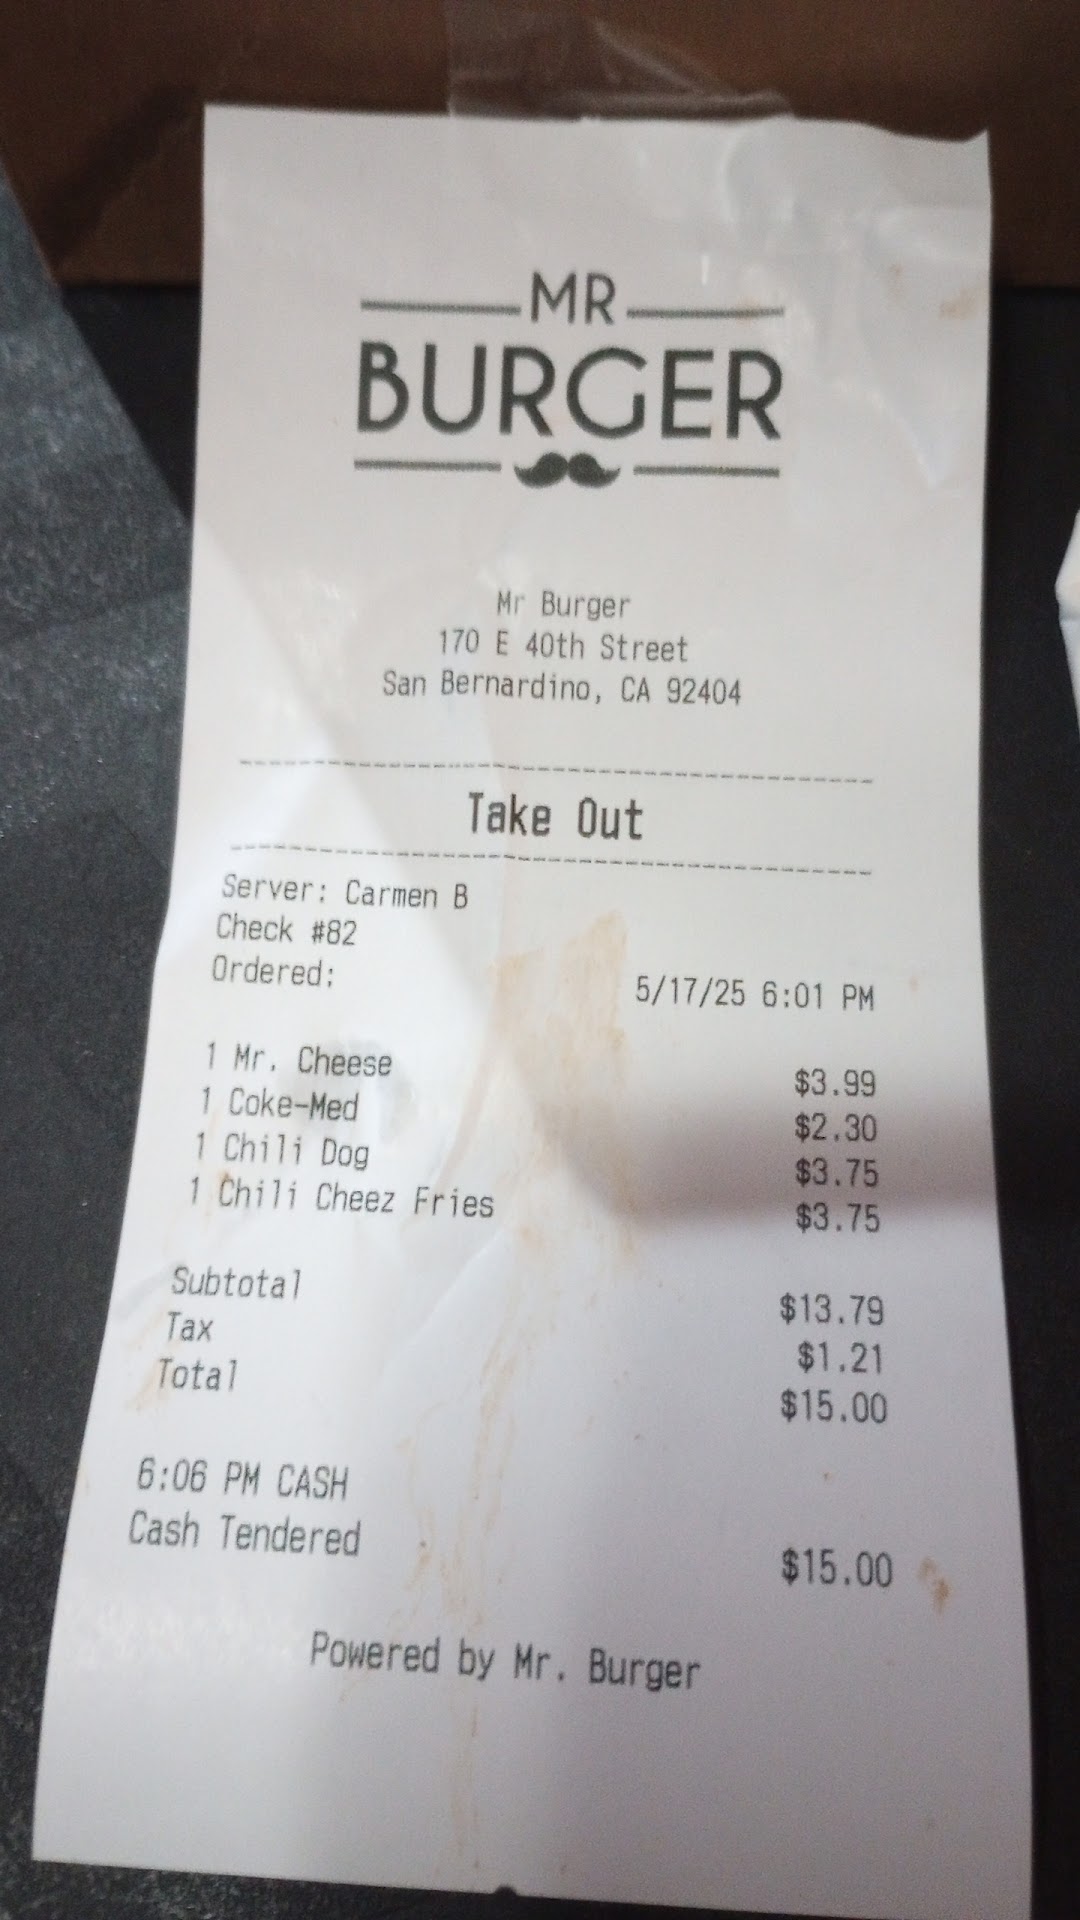 MR
BURGER
Mr Burger
170 E 40th Street
San Bernardino, CA 92404
Take Out
Server: Carmen B
Check #82
Ordered: 5/17/25 6:01 PM
1 Mr. Cheese $3.99
1 Coke-Med $2.30
1 Chili Dog $3.75
1 Chili Cheez Fries $3.75
Subtotal $13.79
Tax $1.21
Total $15.00
6:06 PM CASH
Cash Tendered $15.00
Powered by Mr. Burger